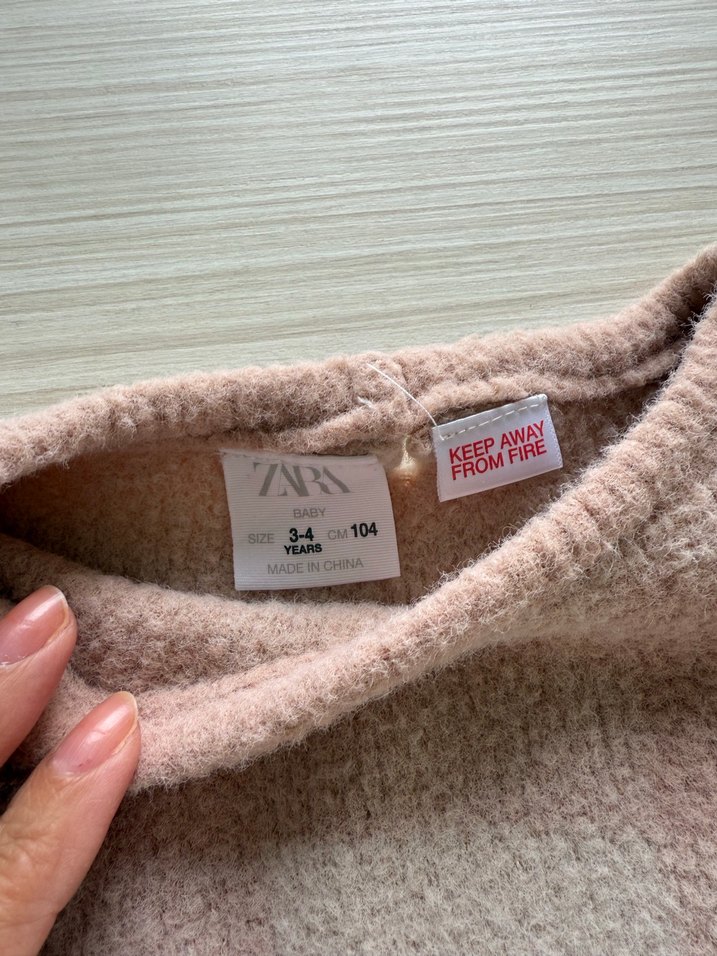 ZARA
BABY
SIZE 3-4 YEARS CM 104
MADE IN CHINA
KEEP AWAY
FROM FIRE